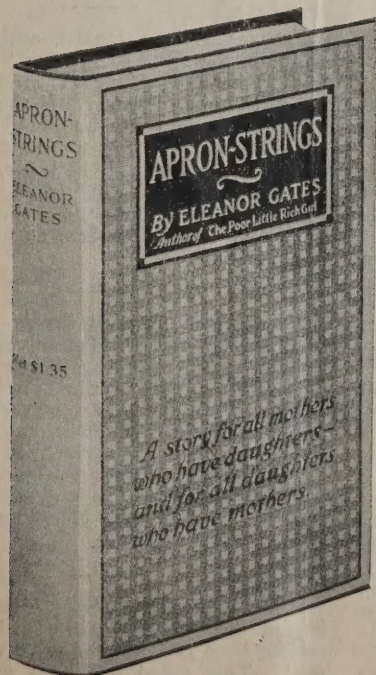 APRON-
STRINGS
ELEANOR
GATES
Net $1.35
APRON-STRINGS
By ELEANOR GATES
Author of The Poor Little Rich Girl
A story for all mothers
who have daughters—
and for all daughters
who have mothers.